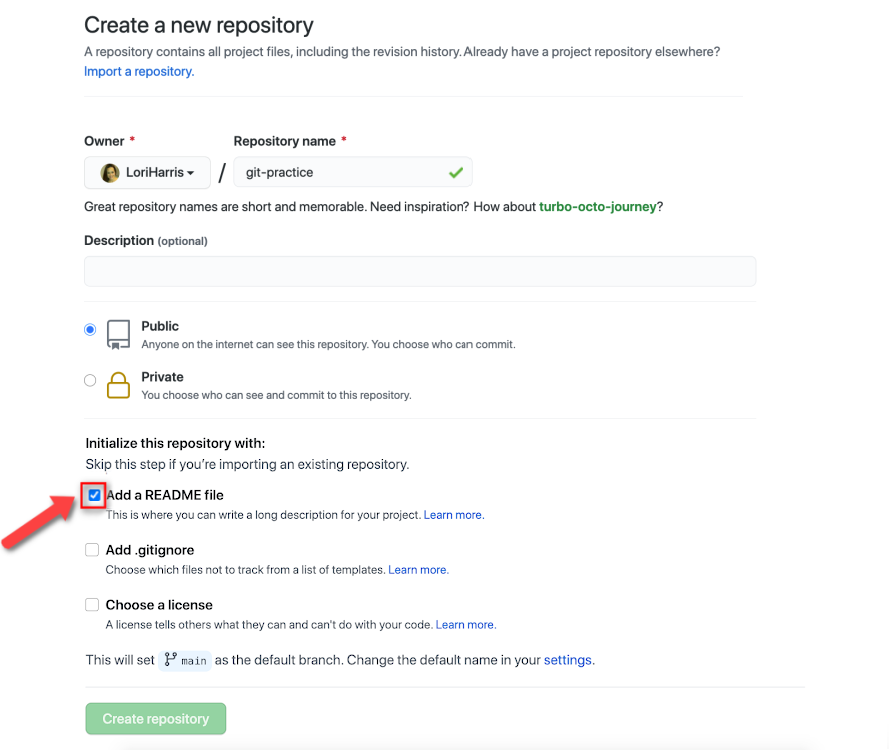 Create a new repository
A repository contains all project files, including the revision history. Already have a project repository elsewhere?
Import a repository.
Owner * Repository name *
LoriHarris / git-practice
Great repository names are short and memorable. Need inspiration? How about turbo-octo-journey?
Description (optional)
Public
Anyone on the internet can see this repository. You choose who can commit.
Private
You choose who can see and commit to this repository.
Initialize this repository with:
Skip this step if you're importing an existing repository.
Add a README file
This is where you can write a long description for your project. Learn more.
Add .gitignore
Choose which files not to track from a list of templates. Learn more.
Choose a license
A license tells others what they can and can't do with your code. Learn more.
This will set main as the default branch. Change the default name in your settings.
Create repository